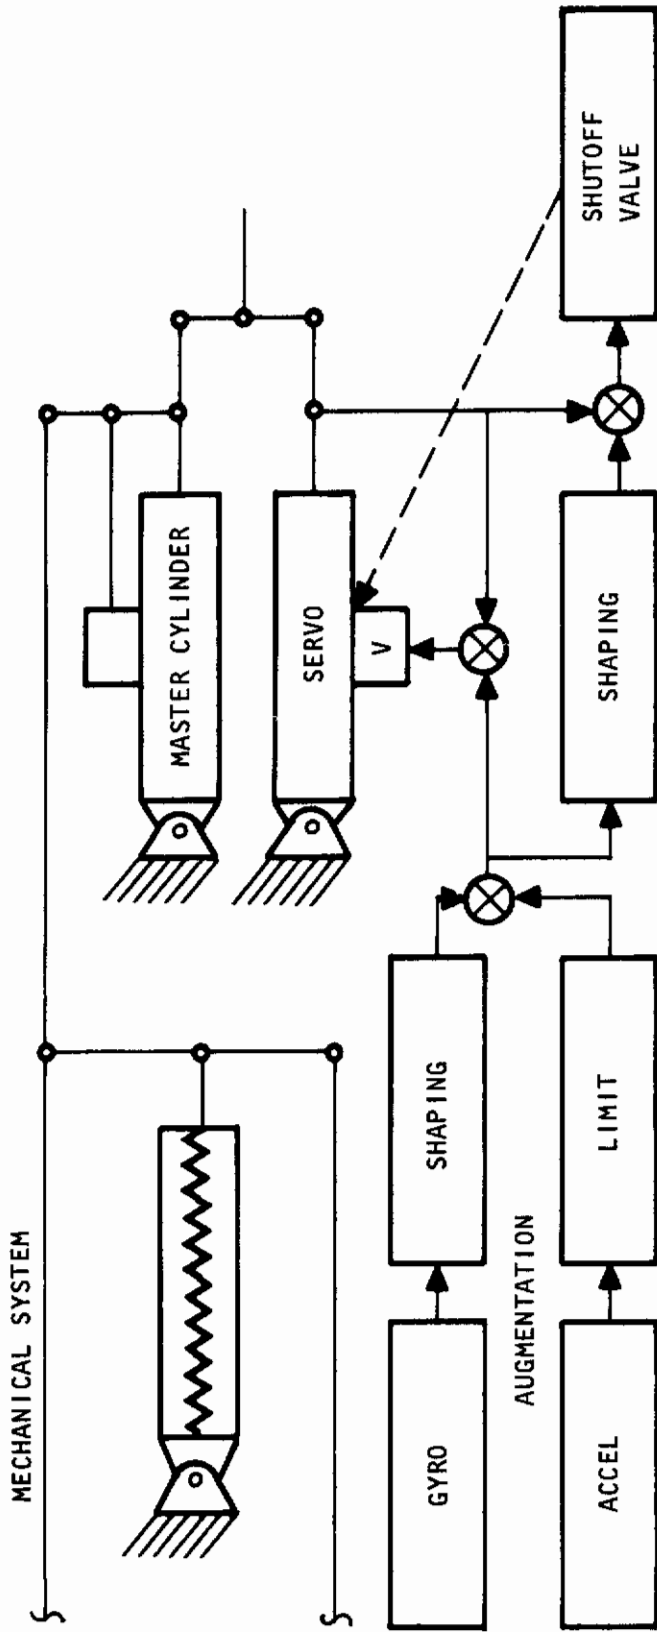 MECHANICAL SYSTEM
MASTER CYLINDER
SERVO
V
GYRO
SHAPING
AUGMENTATION
ACCEL
LIMIT
SHAPING
SHUTOFF
VALVE